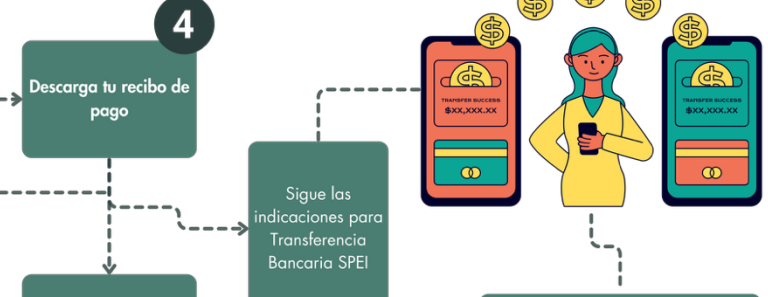 4
Descarga tu recibo de
pago
Sigue las
indicaciones para
Transferencia
Bancaria SPEI
TRANSFER SUCCESS
$XX,XXX.XX
TRANSFER SUCCESS
$XX,XXX.XX